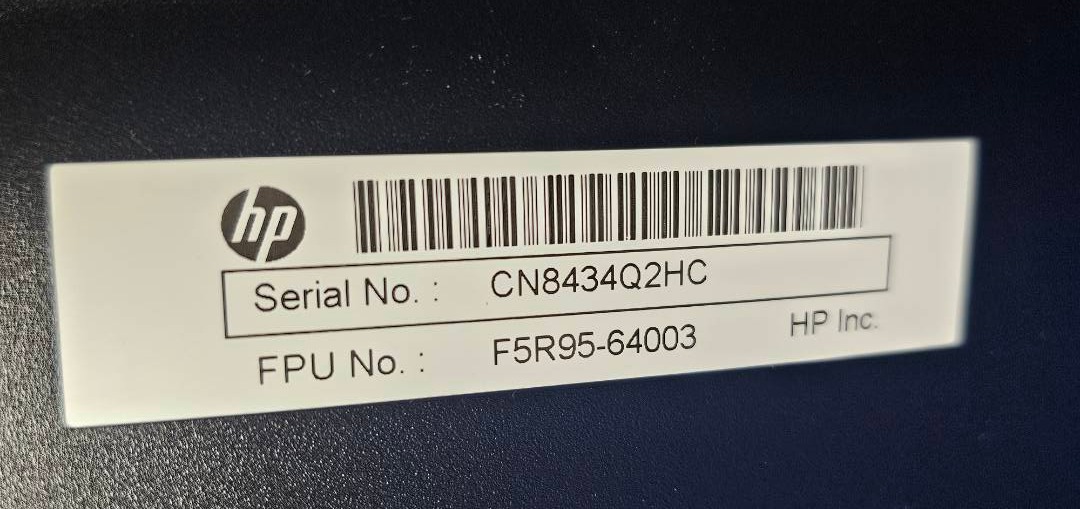 hp
Serial No. : CN8434Q2HC
FPU No. : F5R95-64003
HP Inc.